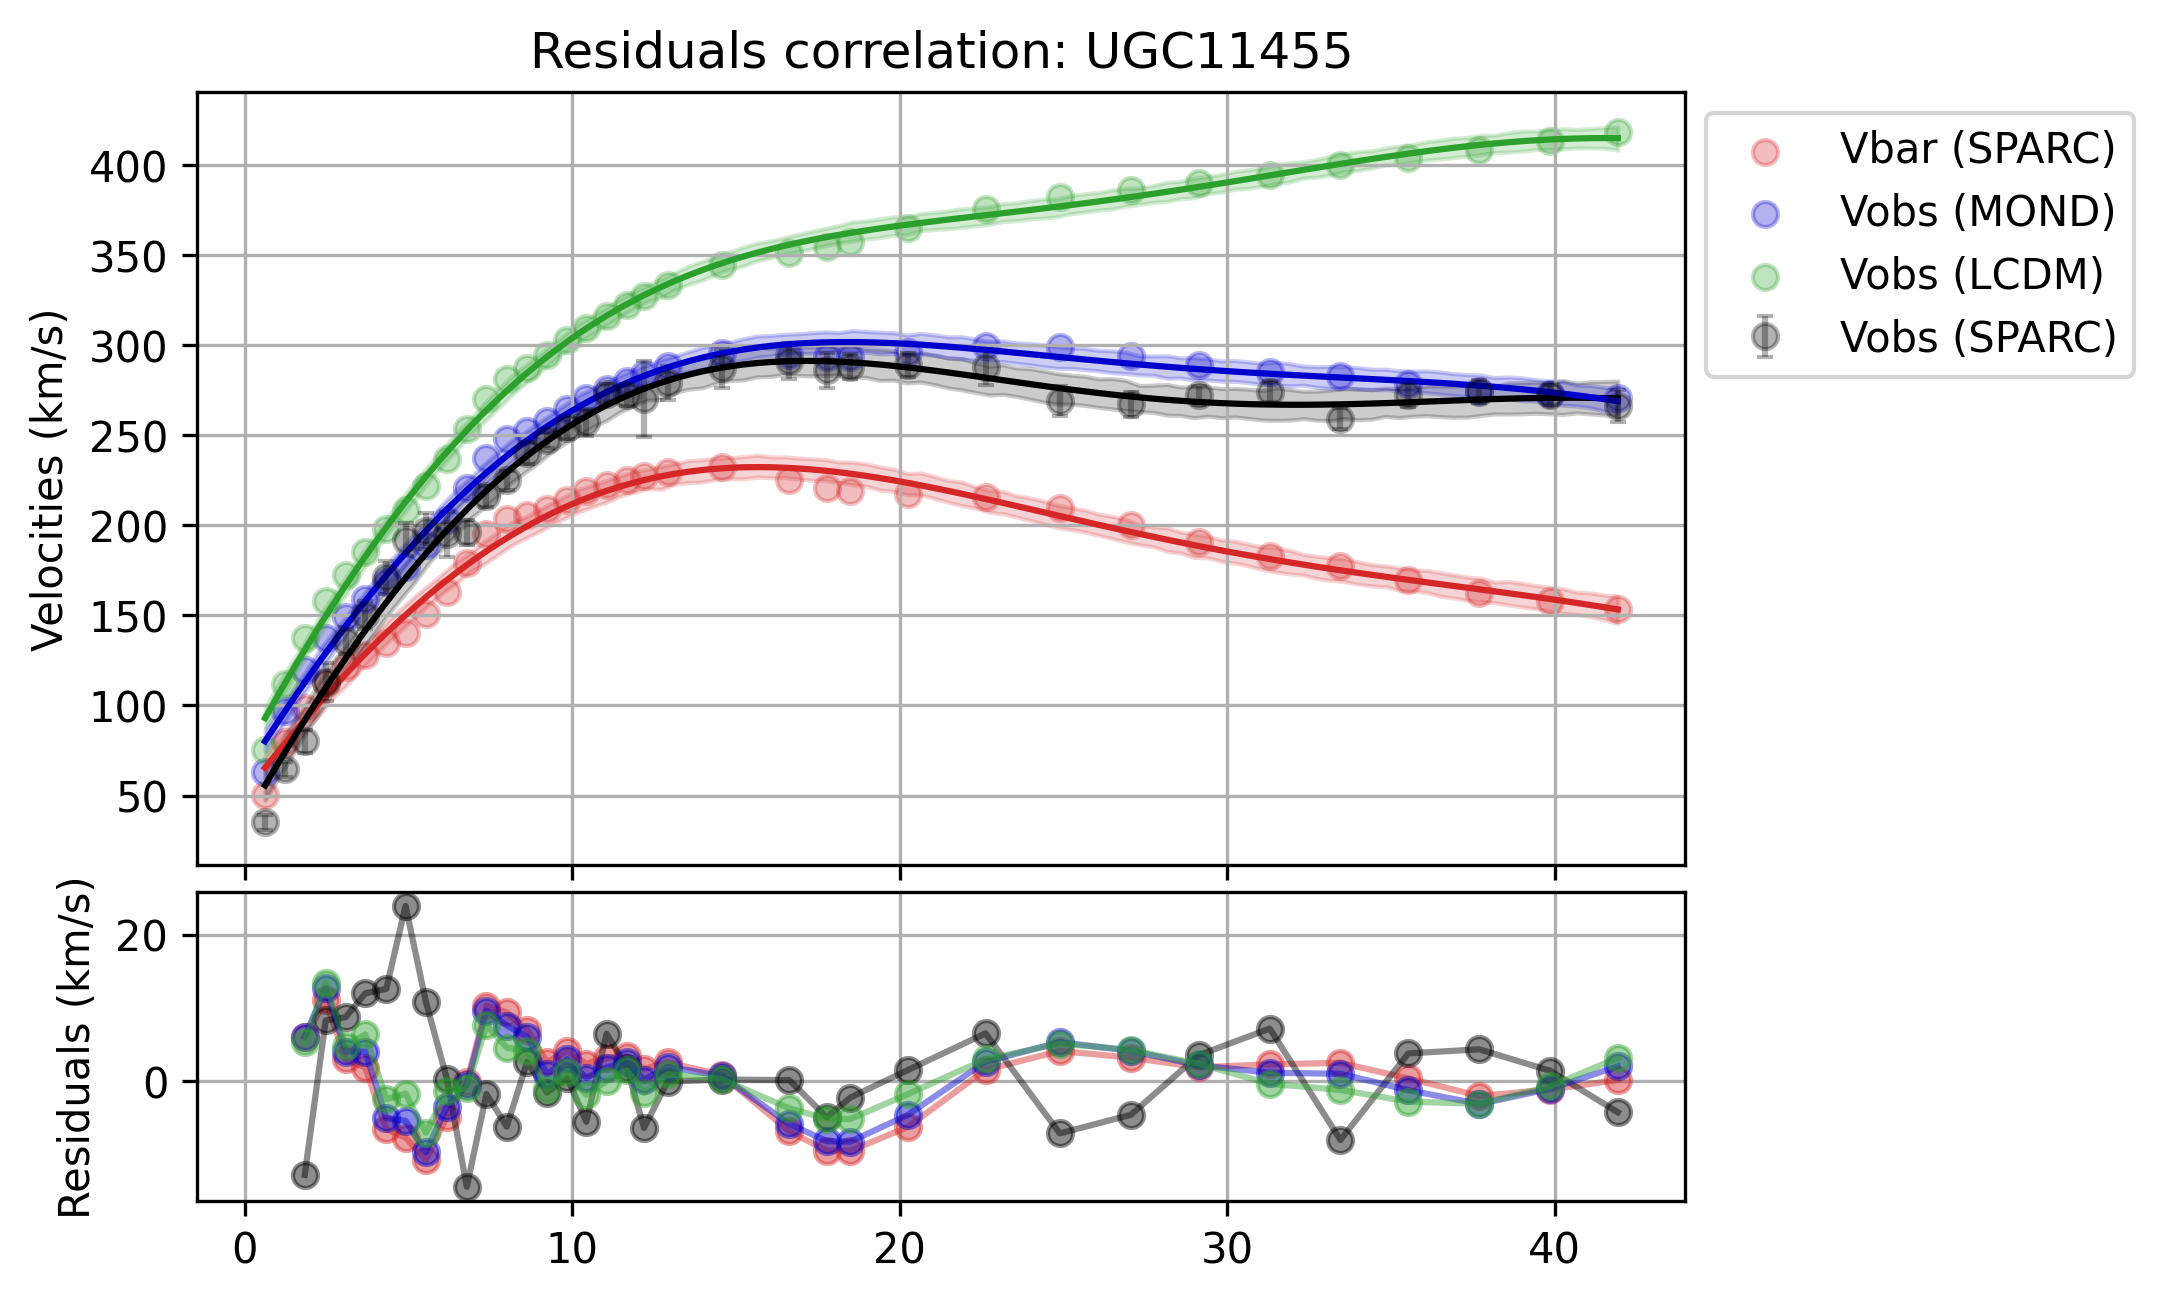 Residuals correlation: UGC11455
Velocities (km/s)
400
350
300
250
200
150
100
50
Vbar (SPARC)
Vobs (MOND)
Vobs (LCDM)
Vobs (SPARC)
Residuals (km/s)
20
0
0 10 20 30 40